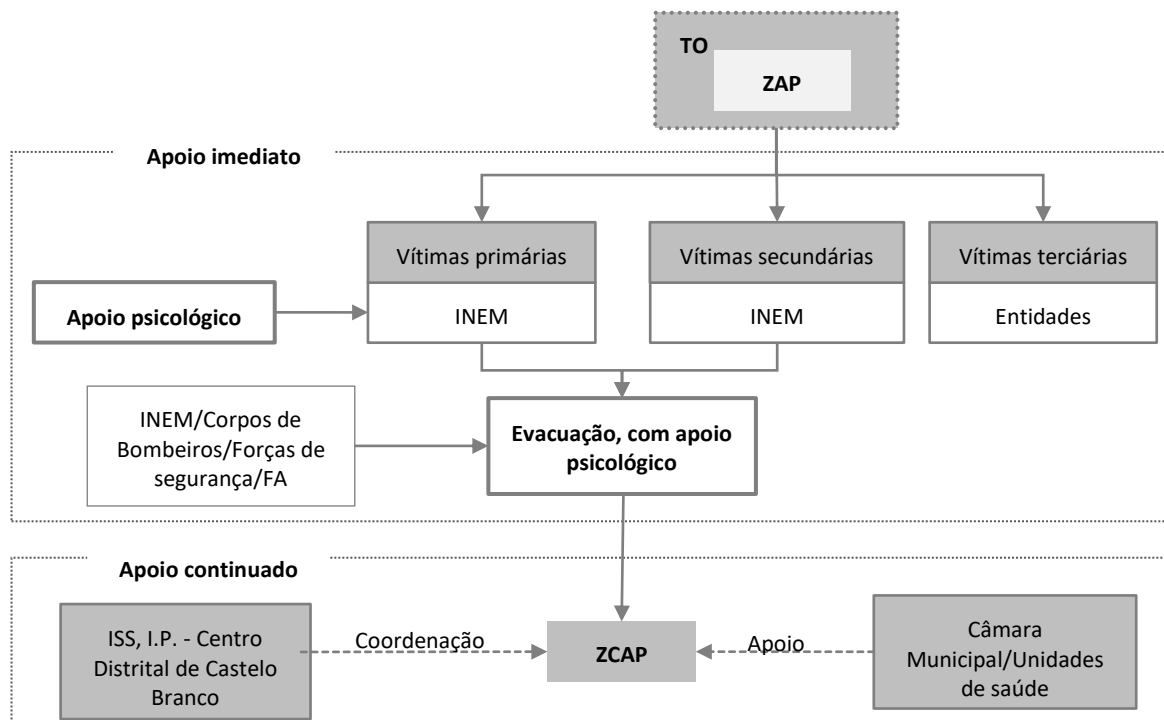 TO
ZAP
Apoio imediato
Vítimas primárias
Vítimas secundárias
Vítimas terciárias
Apoio psicológico
INEM
INEM
Entidades
INEM/Corpos de
Bombeiros/Forças de
segurança/FA
Evacuação, com apoio
psicológico
Apoio continuado
ISS, I.P. - Centro
Distrital de Castelo
Branco
Coordenação
ZCAP
Apoio
Câmara
Municipal/Unidades
de saúde